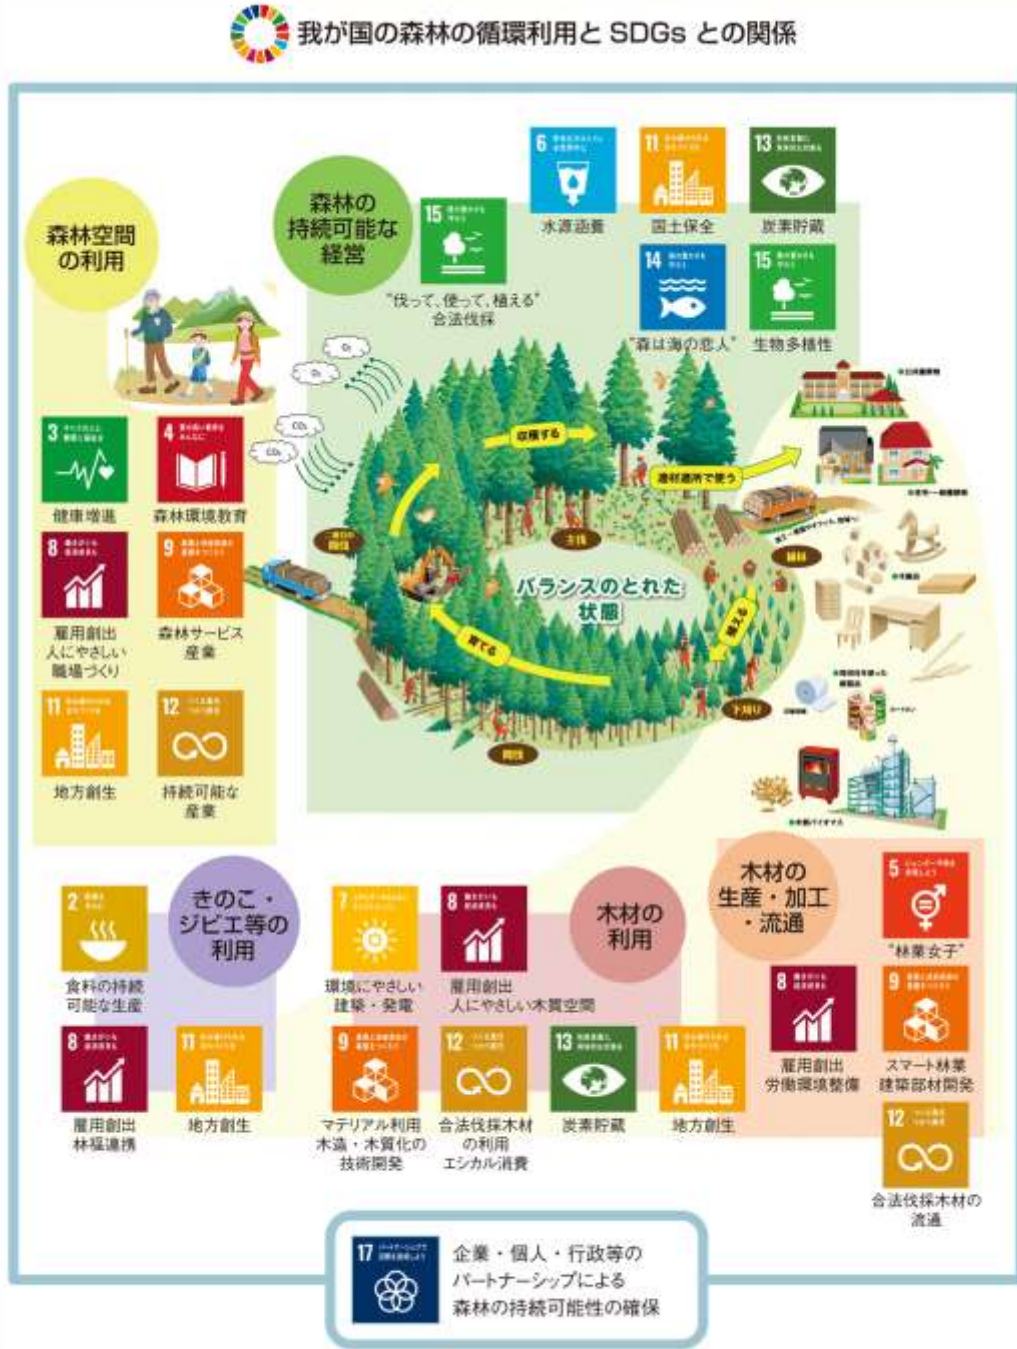 我が国の森林の循環利用と SDGs との関係
森林空間
の利用
3
健康増進
4
森林環境教育
8
雇用創出
人にやさしい
職場づくり
9
森林サービス
産業
11
地方創生
12
持続可能な
産業
森林の
持続可能な
経営
15
"伐って、使って、植える"
合法伐採
6
水源涵養
11
国土保全
13
炭素貯蔵
14
"森は海の恋人"
15
生物多様性
O₂
O₂
CO₂
CO₂
収穫する
適材適所で使う
主伐
間伐
バランスのとれた
状態
植える
植林
育てる
下刈り
間伐
きのこ・
ジビエ等の
利用
2
食料の持続
可能な生産
8
雇用創出
林福連携
11
地方創生
木材の
利用
7
環境にやさしい
建築・発電
8
雇用創出
人にやさしい木質空間
9
マテリアル利用
木造・木質化の
技術開発
12
合法伐採木材
の利用
エシカル消費
13
炭素貯蔵
11
地方創生
木材の
生産・加工
・流通
5
"林業女子"
8
雇用創出
労働環境整備
9
スマート林業
建築部材開発
12
合法伐採木材の
流通
17
企業・個人・行政等の
パートナーシップによる
森林の持続可能性の確保